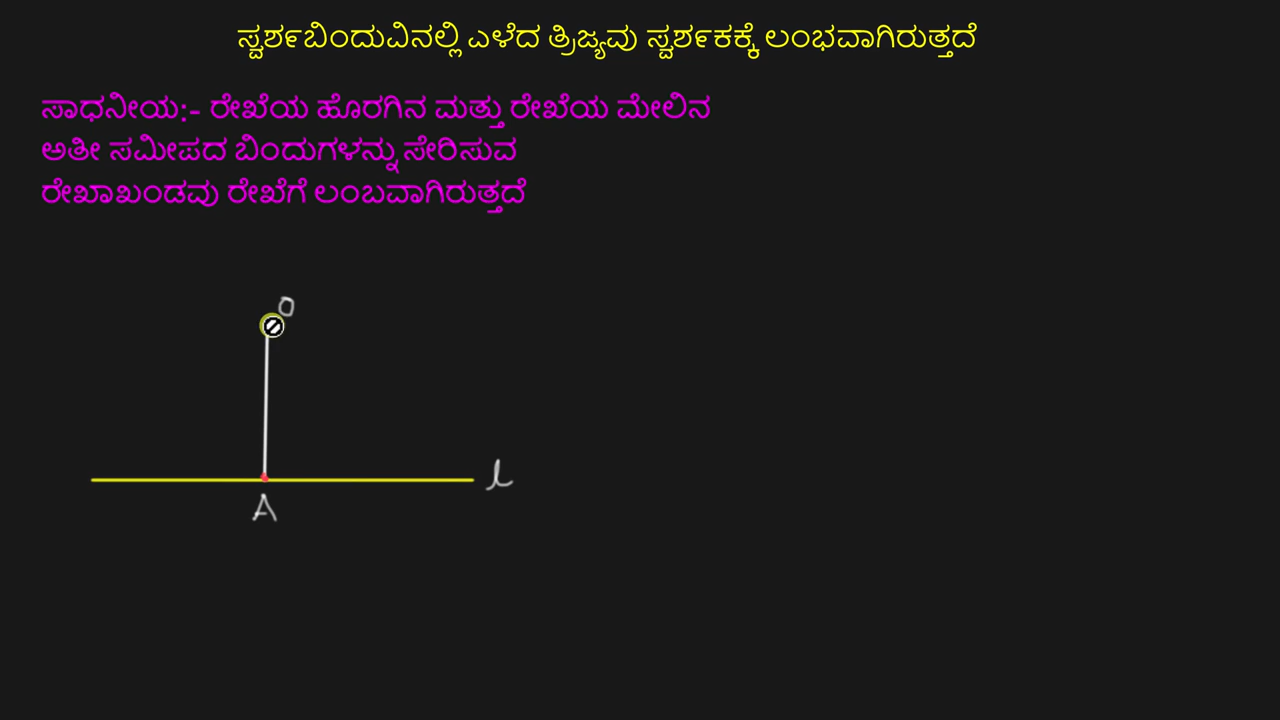 ಸ್ಪರ್ಶಬಿಂದುವಿನಲ್ಲಿ ಎಳೆದ ತ್ರಿಜ್ಯವು ಸ್ಪರ್ಶಕಕ್ಕೆ ಲಂಭವಾಗಿರುತ್ತದೆ
ಸಾಧನೀಯ:- ರೇಖೆಯ ಹೊರಗಿನ ಮತ್ತು ರೇಖೆಯ ಮೇಲಿನ
ಅತೀ ಸಮೀಪದ ಬಿಂದುಗಳನ್ನು ಸೇರಿಸುವ
ರೇಖಾಖಂಡವು ರೇಖೆಗೆ ಲಂಬವಾಗಿರುತ್ತದೆ
O
l
A